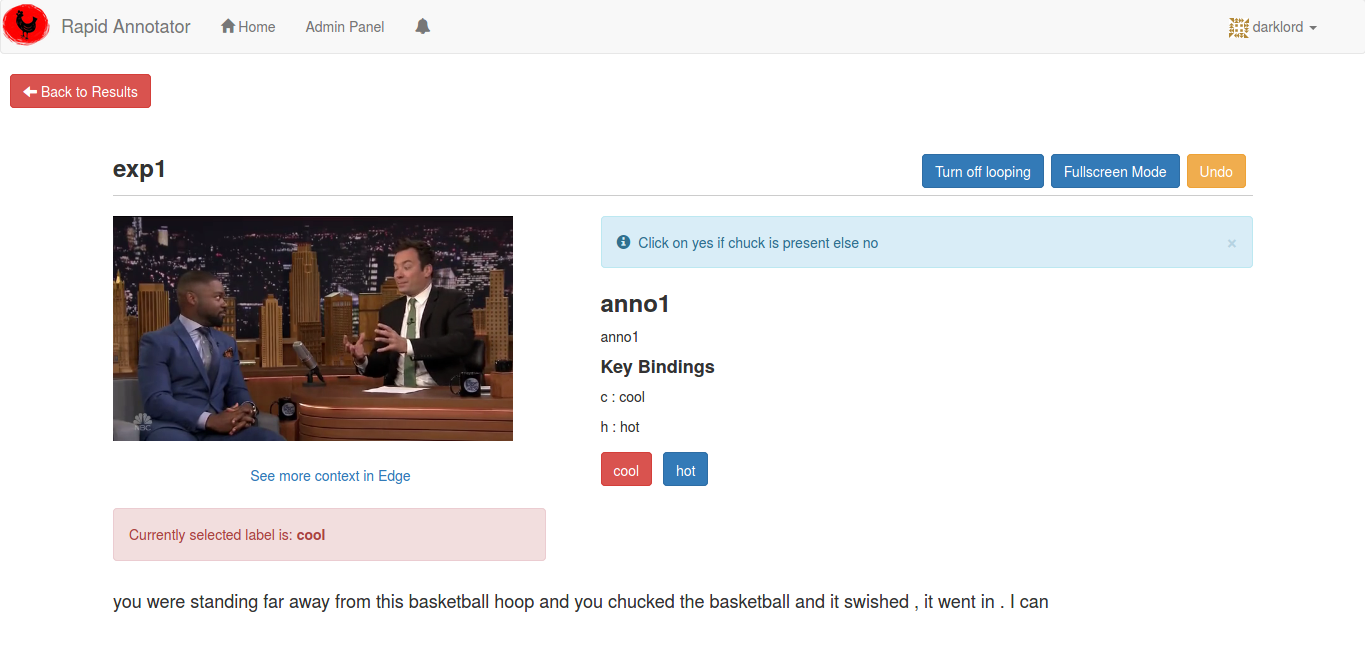 Rapid Annotator Home Admin Panel darklord
Back to Results
exp1
Turn off looping Fullscreen Mode Undo
Click on yes if chuck is present else no ×
anno1
anno1
Key Bindings
c : cool
h : hot
cool hot
NBC
See more context in Edge
Currently selected label is: cool
you were standing far away from this basketball hoop and you chucked the basketball and it swished , it went in . I can